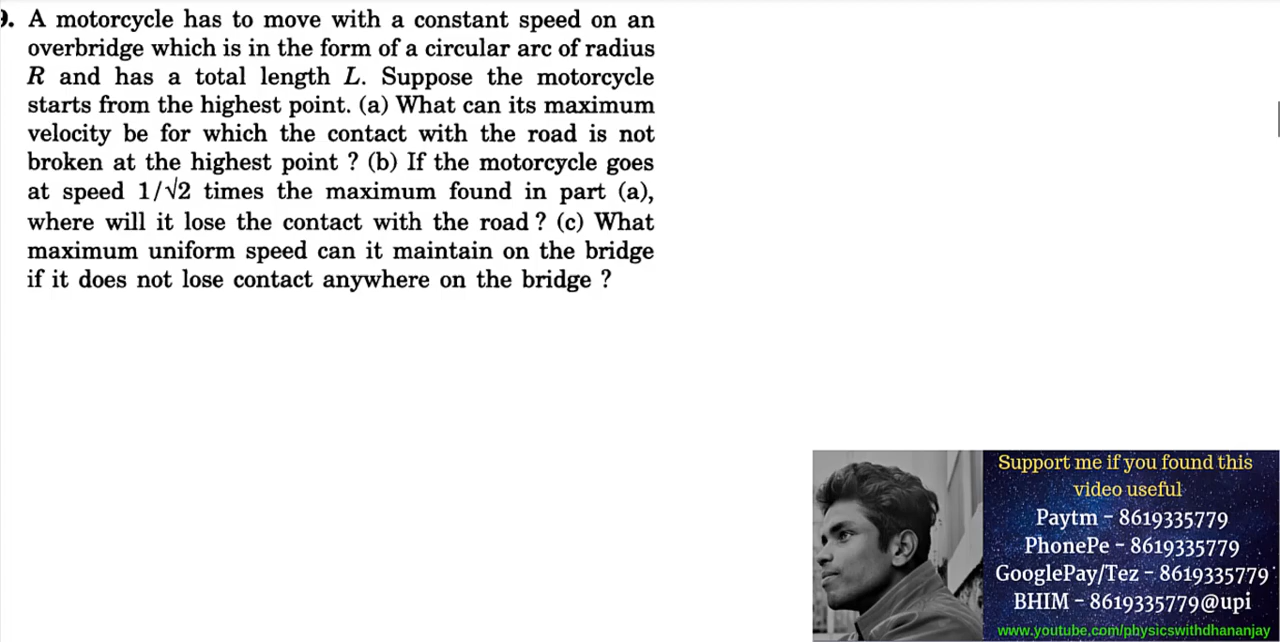 9. A motorcycle has to move with a constant speed on an
overbridge which is in the form of a circular arc of radius
R and has a total length L. Suppose the motorcycle
starts from the highest point. (a) What can its maximum
velocity be for which the contact with the road is not
broken at the highest point ? (b) If the motorcycle goes
at speed 1/√2 times the maximum found in part (a),
where will it lose the contact with the road ? (c) What
maximum uniform speed can it maintain on the bridge
if it does not lose contact anywhere on the bridge ?
Support me if you found this
video useful
Paytm - 8619335779
PhonePe - 8619335779
GooglePay/Tez - 8619335779
BHIM - 8619335779@upi
www.youtube.com/physicswithdhananjay